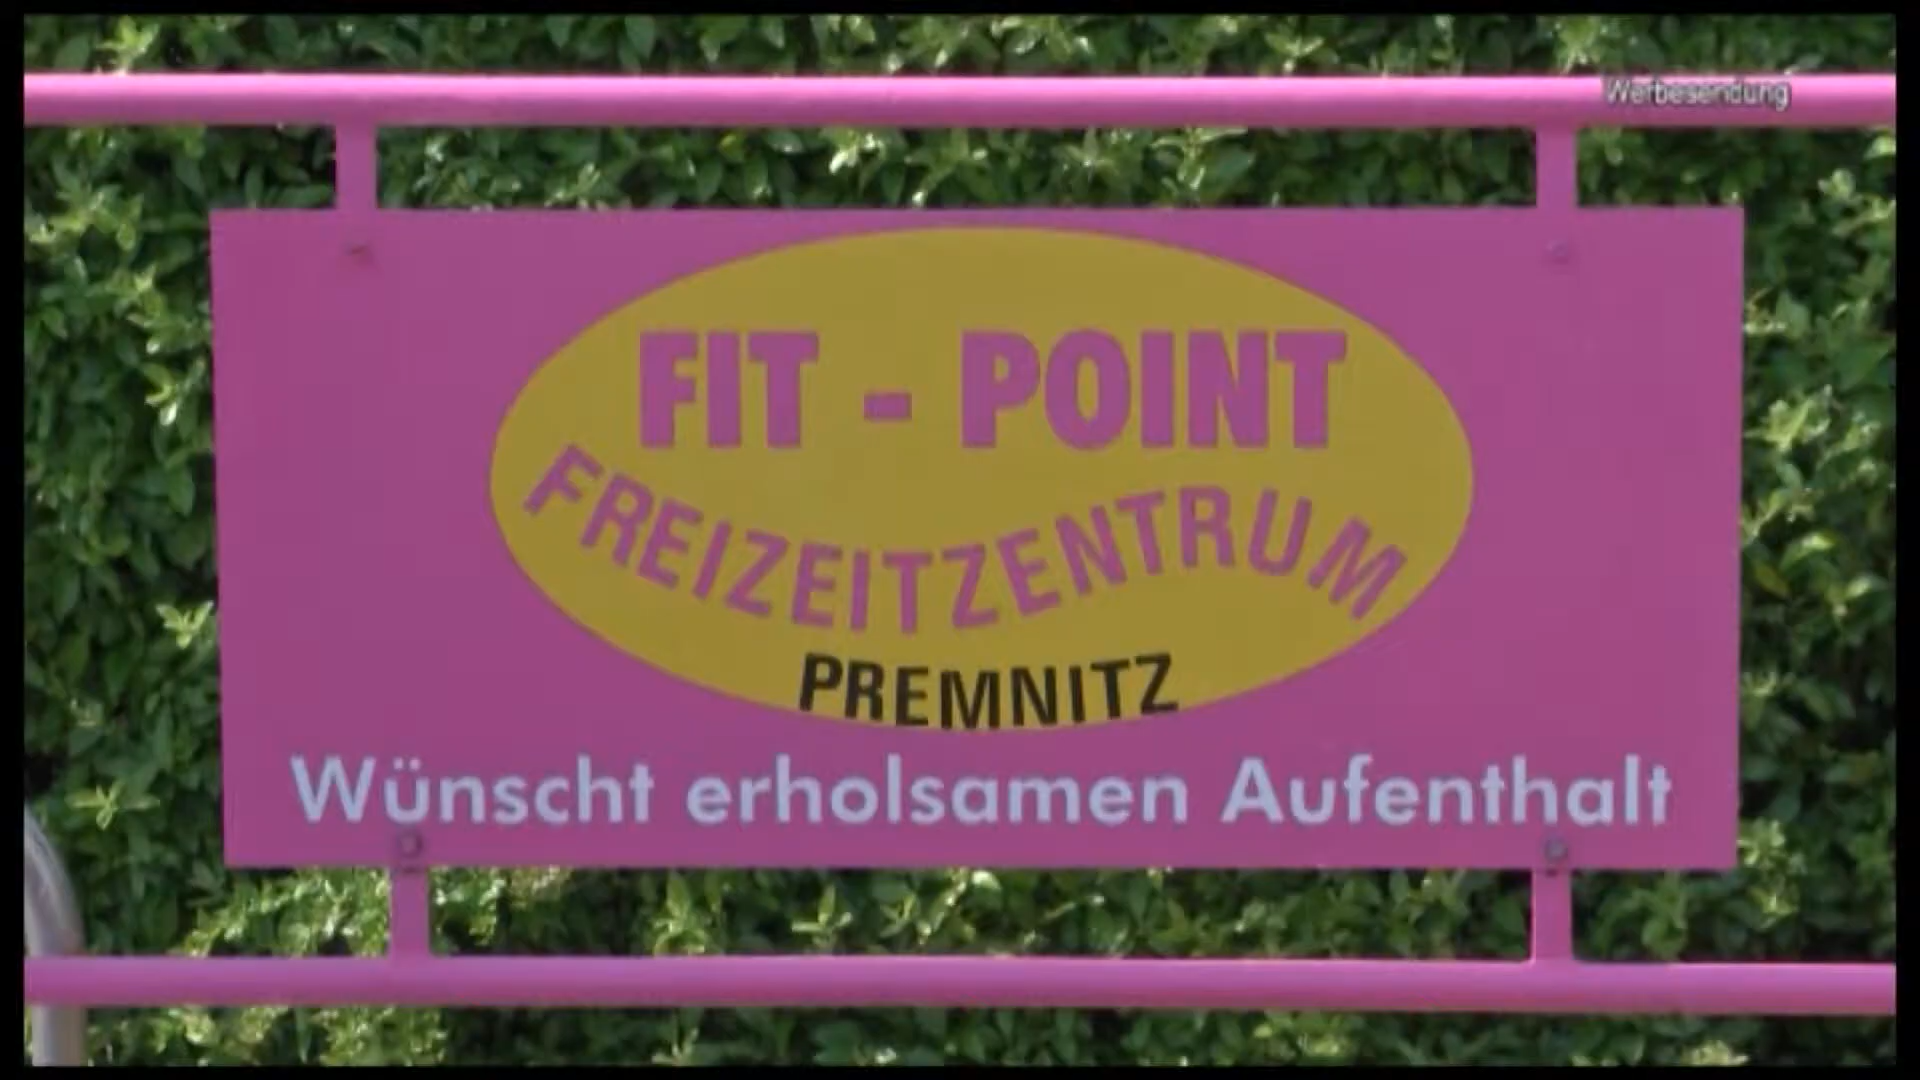 Werbesendung
FIT - POINT
FREIZEITZENTRUM
PREMNITZ
Wünscht erholsamen Aufenthalt